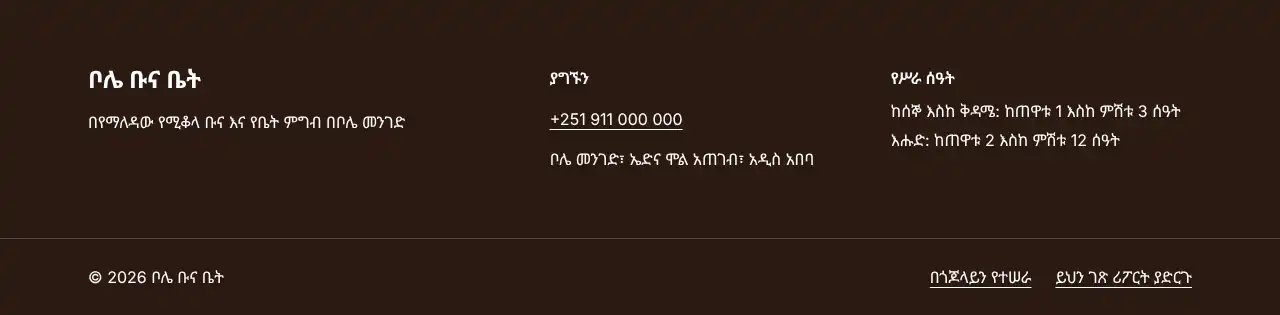 ቦሌ ቡና ቤት
በየማለዳው የሚቆላ ቡና እና የቤት ምግብ በቦሌ መንገድ
ያግኙን
+251 911 000 000
ቦሌ መንገድ፣ ኤድና ሞል አጠገብ፣ አዲስ አበባ
የሥራ ሰዓት
ከሰኞ እስከ ቅዳሜ: ከጠዋቱ 1 እስከ ምሽቱ 3 ሰዓት
እሑድ: ከጠዋቱ 2 እስከ ምሽቱ 12 ሰዓት
© 2026 ቦሌ ቡና ቤት
በጎጆላይን የተሠራ
ይህን ገጽ ሪፖርት ያድርጉ